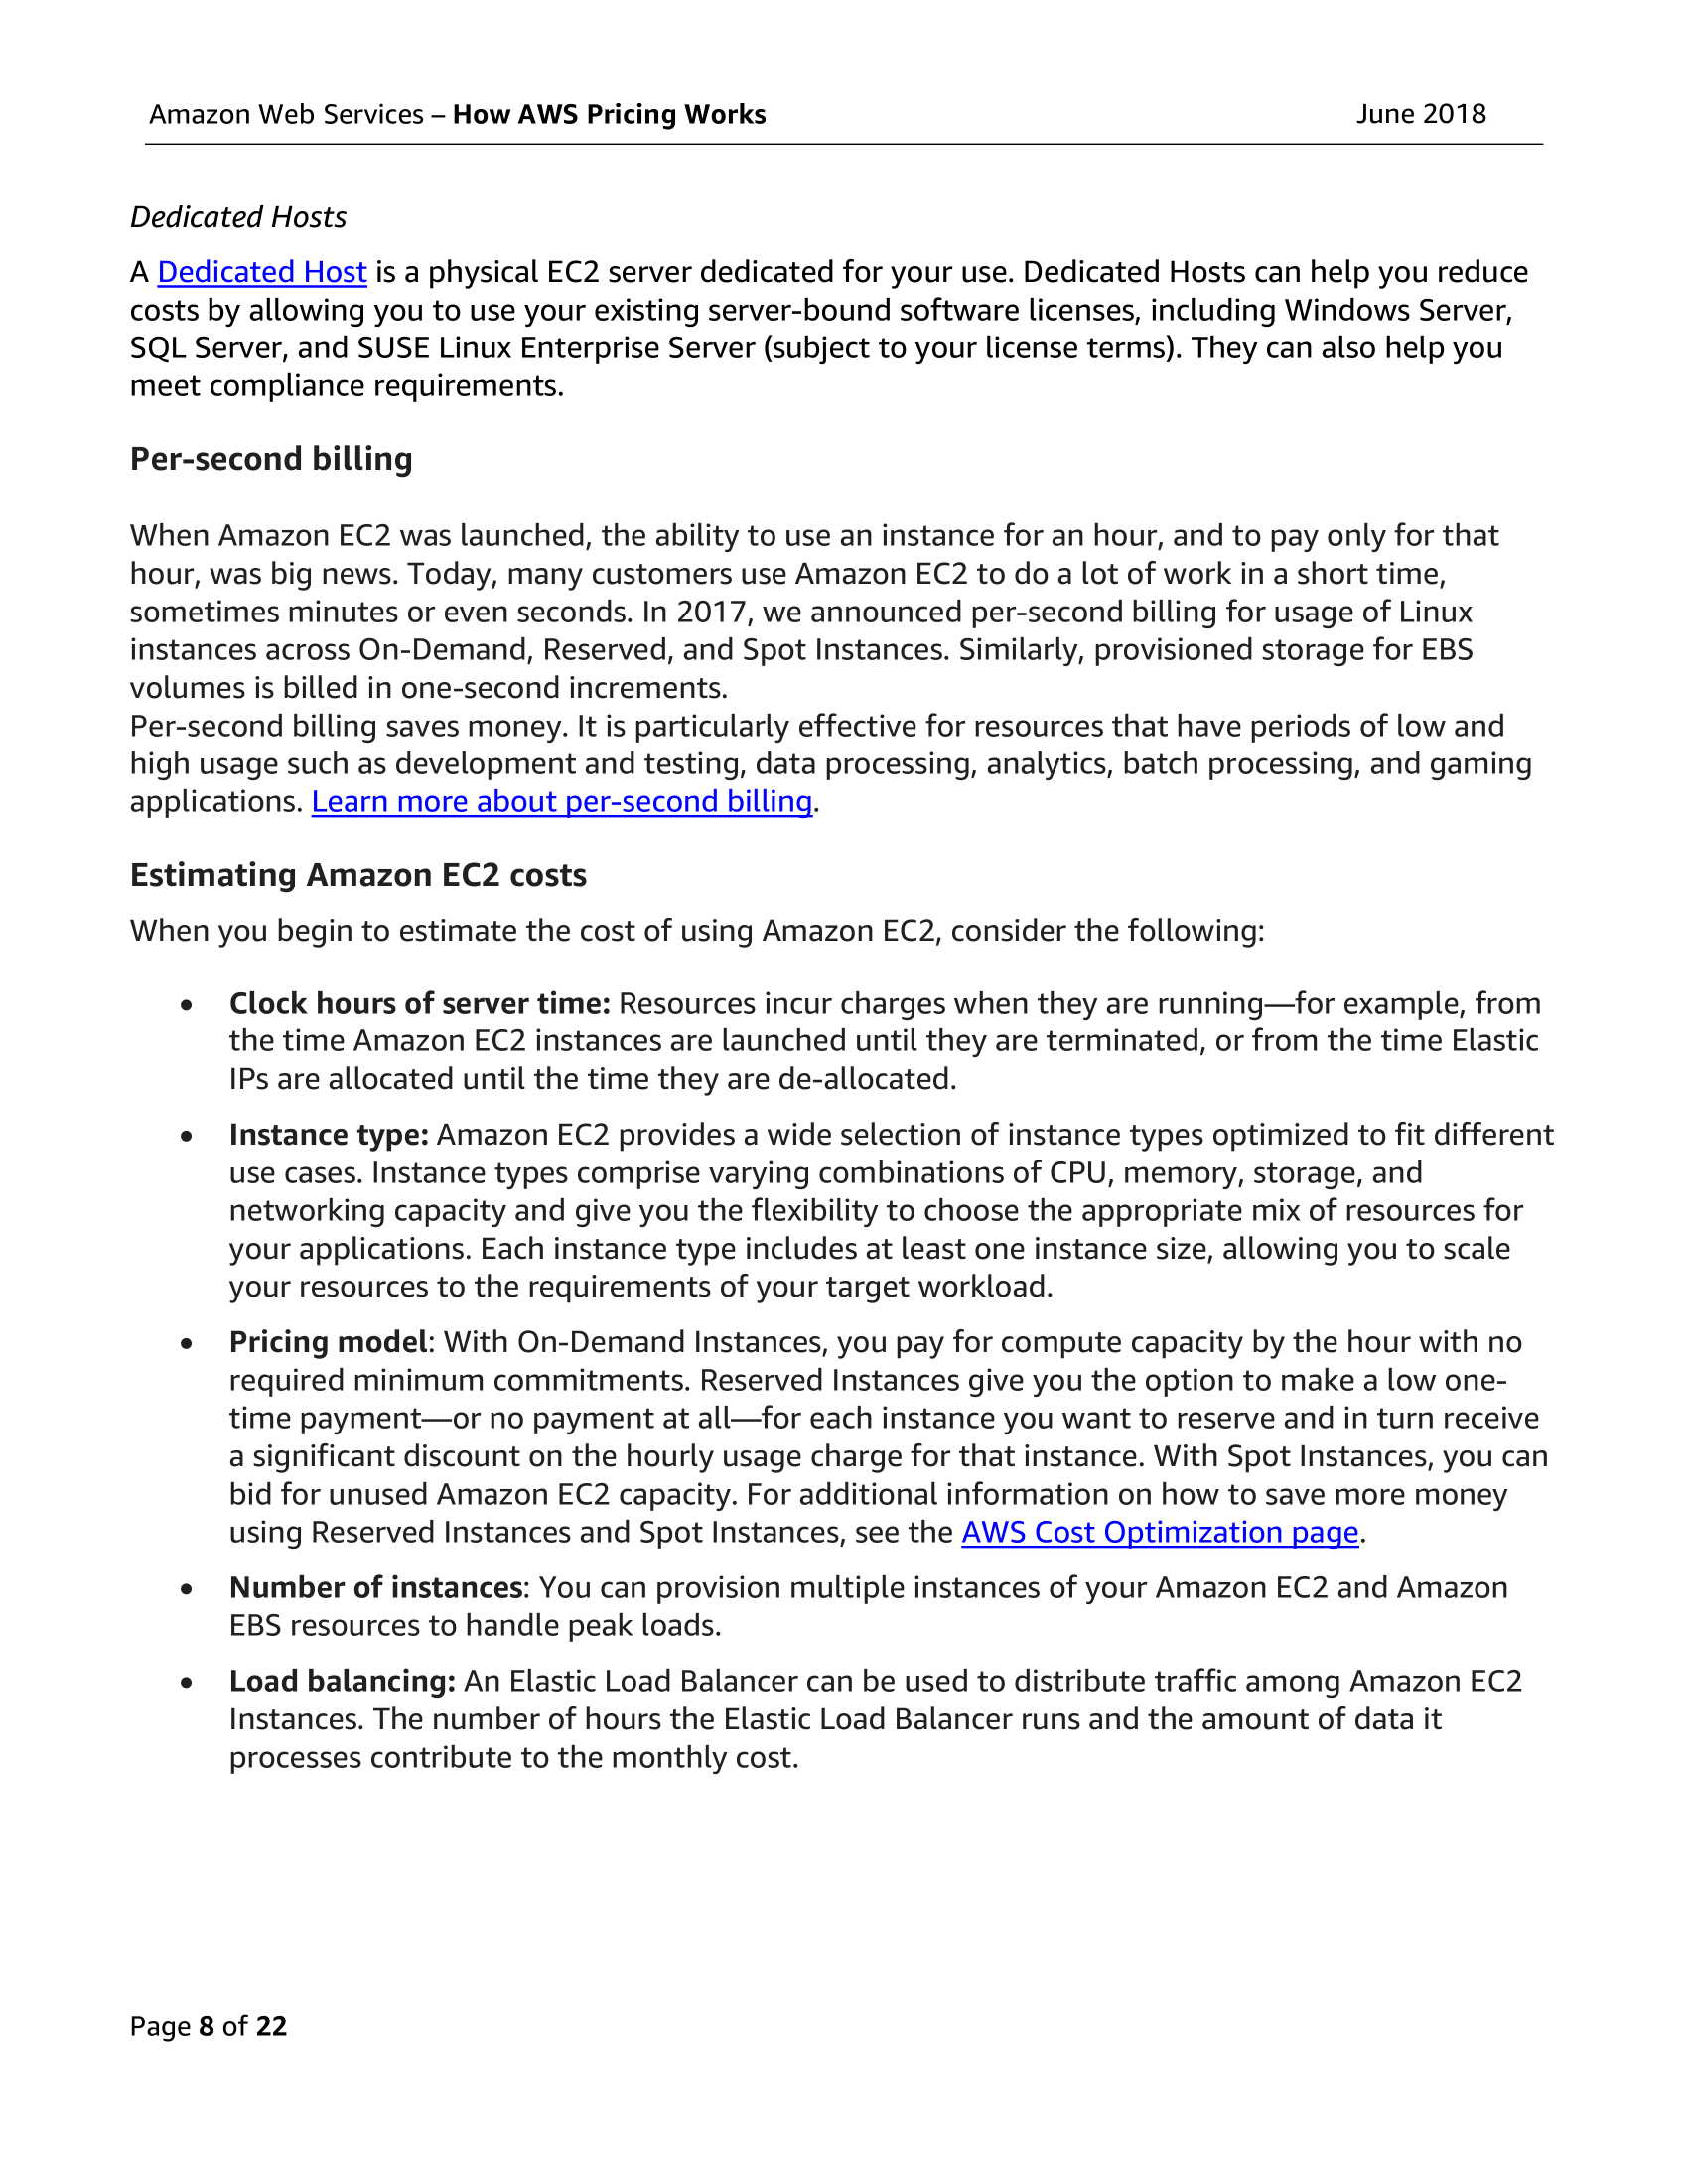 Amazon Web Services – How AWS Pricing Works June 2018
Dedicated Hosts
A Dedicated Host is a physical EC2 server dedicated for your use. Dedicated Hosts can help you reduce
costs by allowing you to use your existing server-bound software licenses, including Windows Server,
SQL Server, and SUSE Linux Enterprise Server (subject to your license terms). They can also help you
meet compliance requirements.
Per-second billing
When Amazon EC2 was launched, the ability to use an instance for an hour, and to pay only for that
hour, was big news. Today, many customers use Amazon EC2 to do a lot of work in a short time,
sometimes minutes or even seconds. In 2017, we announced per-second billing for usage of Linux
instances across On-Demand, Reserved, and Spot Instances. Similarly, provisioned storage for EBS
volumes is billed in one-second increments.
Per-second billing saves money. It is particularly effective for resources that have periods of low and
high usage such as development and testing, data processing, analytics, batch processing, and gaming
applications. Learn more about per-second billing.
Estimating Amazon EC2 costs
When you begin to estimate the cost of using Amazon EC2, consider the following:
• Clock hours of server time: Resources incur charges when they are running—for example, from
the time Amazon EC2 instances are launched until they are terminated, or from the time Elastic
IPs are allocated until the time they are de-allocated.
• Instance type: Amazon EC2 provides a wide selection of instance types optimized to fit different
use cases. Instance types comprise varying combinations of CPU, memory, storage, and
networking capacity and give you the flexibility to choose the appropriate mix of resources for
your applications. Each instance type includes at least one instance size, allowing you to scale
your resources to the requirements of your target workload.
• Pricing model: With On-Demand Instances, you pay for compute capacity by the hour with no
required minimum commitments. Reserved Instances give you the option to make a low one-
time payment—or no payment at all—for each instance you want to reserve and in turn receive
a significant discount on the hourly usage charge for that instance. With Spot Instances, you can
bid for unused Amazon EC2 capacity. For additional information on how to save more money
using Reserved Instances and Spot Instances, see the AWS Cost Optimization page.
• Number of instances: You can provision multiple instances of your Amazon EC2 and Amazon
EBS resources to handle peak loads.
• Load balancing: An Elastic Load Balancer can be used to distribute traffic among Amazon EC2
Instances. The number of hours the Elastic Load Balancer runs and the amount of data it
processes contribute to the monthly cost.
Page 8 of 22